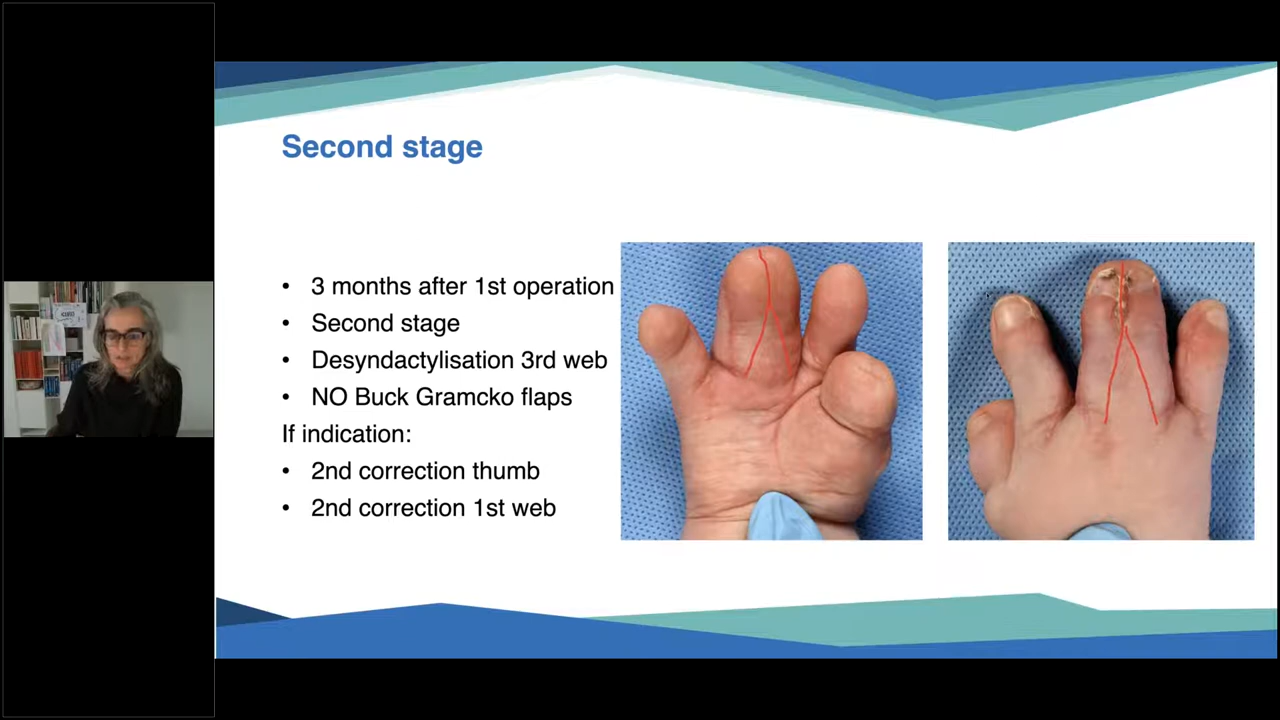 Second stage
• 3 months after 1st operation
• Second stage
• Desyndactylisation 3rd web
• NO Buck Gramcko flaps
If indication:
• 2nd correction thumb
• 2nd correction 1st web